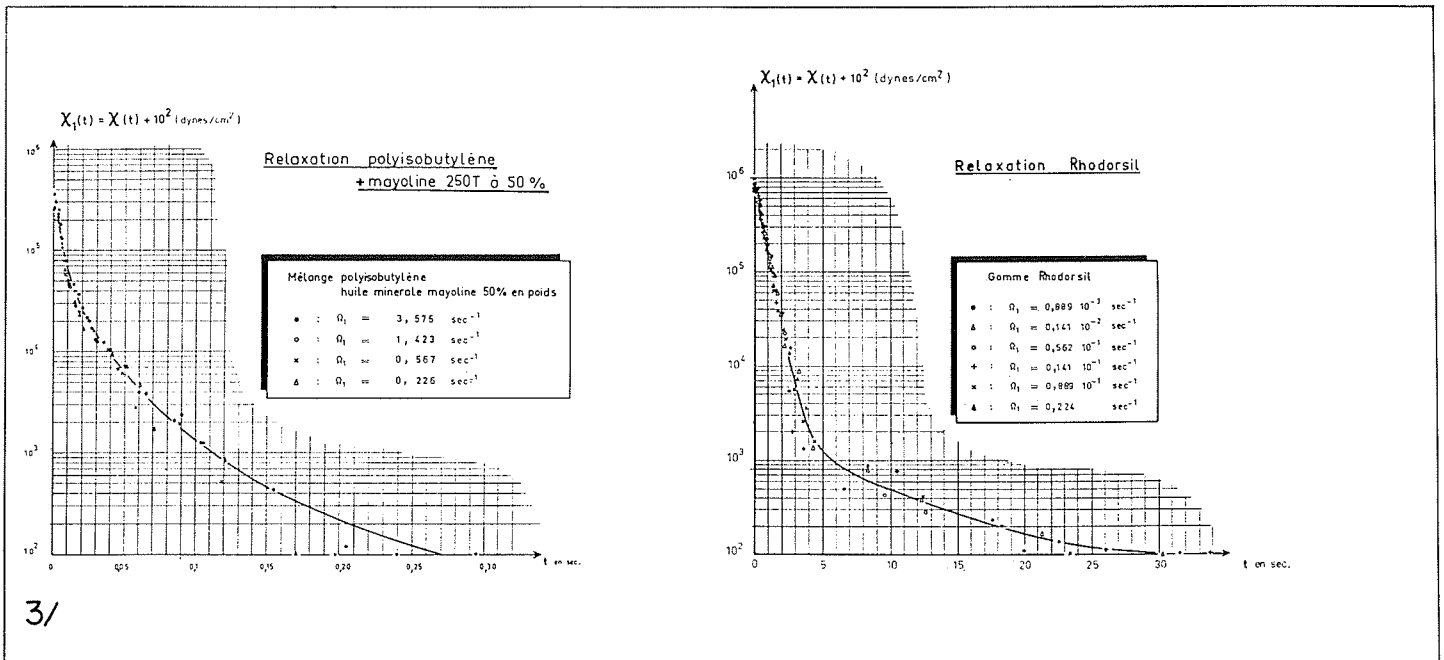 χ₁(t) = χ(t) + 10² (dynes/cm²)
Relaxation polyisobutylène
+ mayoline 250T à 50 %
Mélange polyisobutylène
huile minerale mayoline 50% en poids
• : Ω₁ = 3,575 sec⁻¹
○ : Ω₁ = 1,423 sec⁻¹
× : Ω₁ = 0,567 sec⁻¹
△ : Ω₁ = 0,226 sec⁻¹
10⁶
10⁵
10⁴
10³
10²
0 0,05 0,1 0,15 0,20 0,25 0,30
t en sec.
χ₁(t) = χ(t) + 10² (dynes/cm²)
Relaxation Rhodorsil
Gomme Rhodorsil
• : Ω₁ = 0,889 10⁻³ sec⁻¹
△ : Ω₁ = 0,141 10⁻² sec⁻¹
○ : Ω₁ = 0,562 10⁻² sec⁻¹
+ : Ω₁ = 0,141 10⁻¹ sec⁻¹
× : Ω₁ = 0,889 10⁻¹ sec⁻¹
▲ : Ω₁ = 0,224 sec⁻¹
10⁶
10⁵
10⁴
10³
10²
0 5 10 15 20 25 30
t en sec.
3/